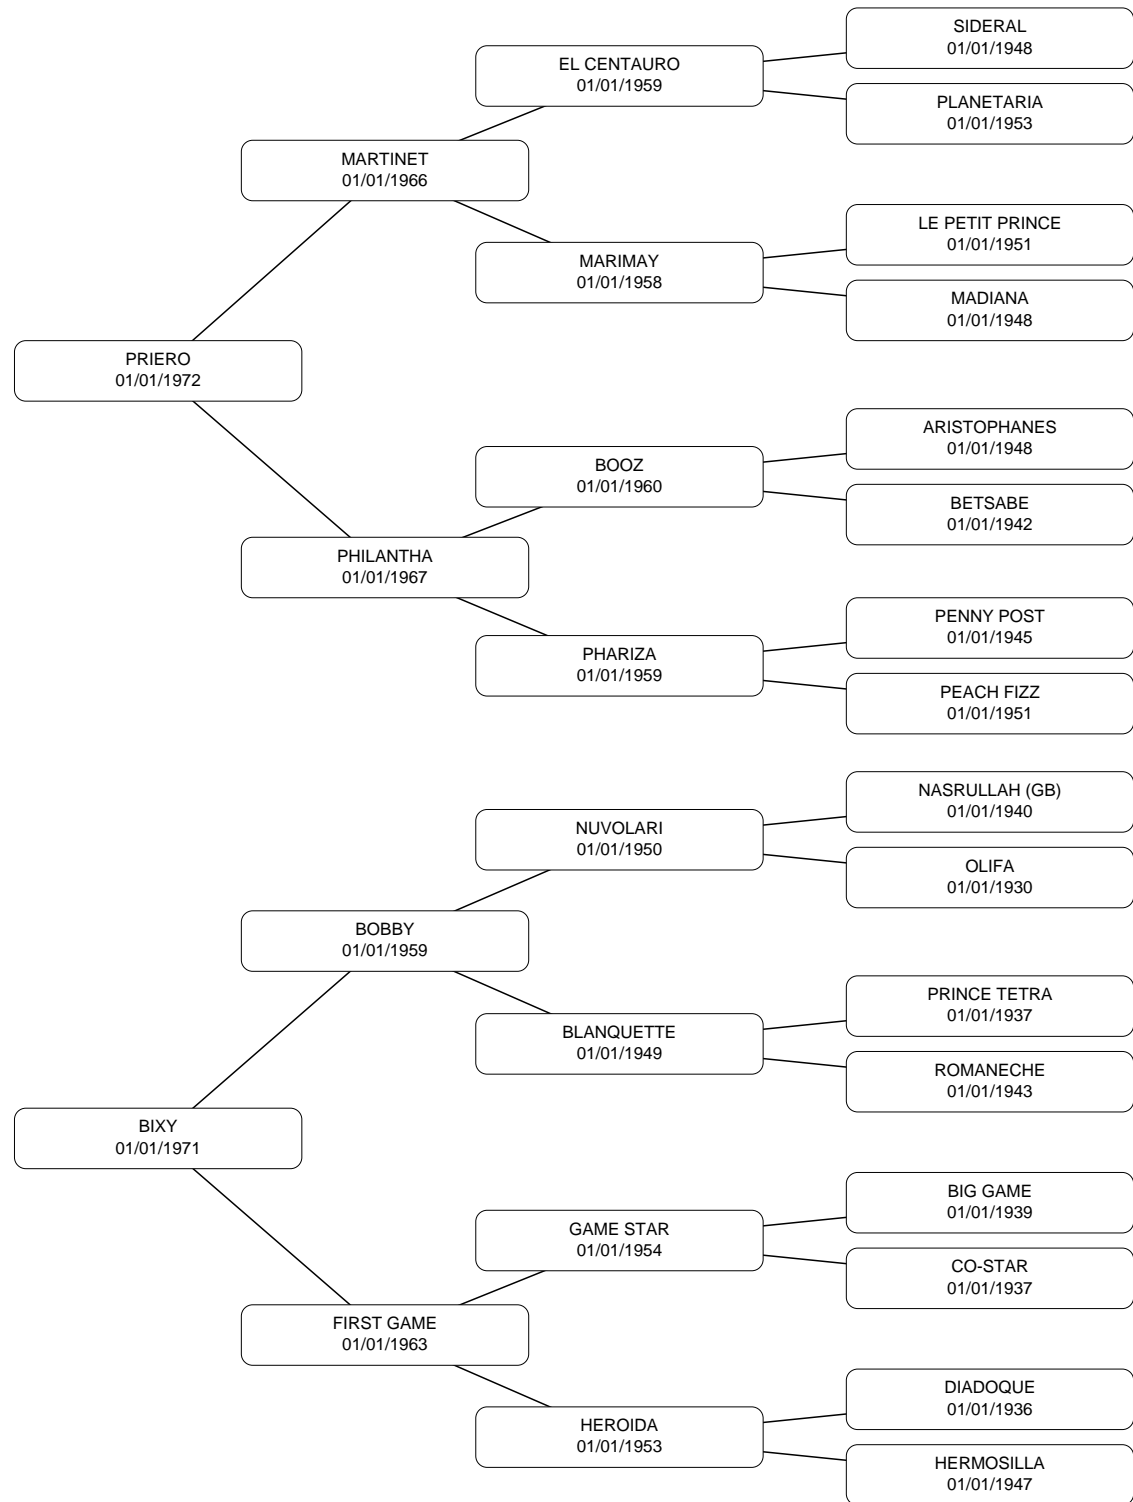 SIDERAL
01/01/1948
EL CENTAURO
01/01/1959
PLANETARIA
01/01/1953
MARTINET
01/01/1966
LE PETIT PRINCE
01/01/1951
MARIMAY
01/01/1958
MADIANA
01/01/1948
PRIERO
01/01/1972
ARISTOPHANES
01/01/1948
BOOZ
01/01/1960
BETSABE
01/01/1942
PHILANTHA
01/01/1967
PENNY POST
01/01/1945
PHARIZA
01/01/1959
PEACH FIZZ
01/01/1951
NASRULLAH (GB)
01/01/1940
NUVOLARI
01/01/1950
OLIFA
01/01/1930
BOBBY
01/01/1959
PRINCE TETRA
01/01/1937
BLANQUETTE
01/01/1949
ROMANECHE
01/01/1943
BIXY
01/01/1971
BIG GAME
01/01/1939
GAME STAR
01/01/1954
CO-STAR
01/01/1937
FIRST GAME
01/01/1963
DIADOQUE
01/01/1936
HEROIDA
01/01/1953
HERMOSILLA
01/01/1947